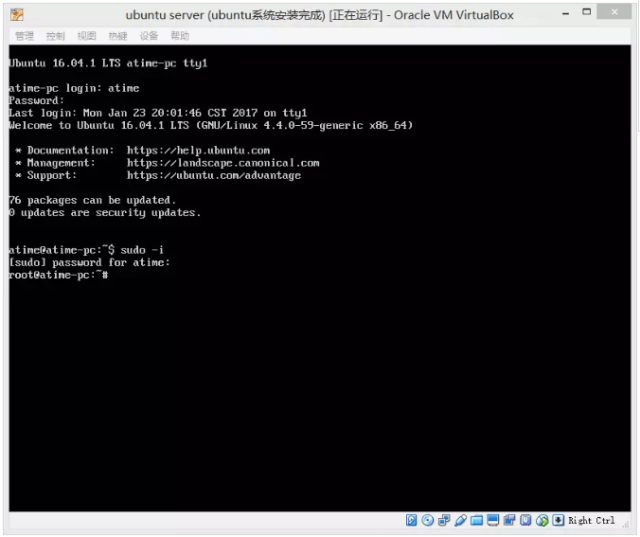 ubuntu server (ubuntu系统安装完成) [正在运行] - Oracle VM VirtualBox
管理 控制 视图 热键 设备 帮助
Ubuntu 16.04.1 LTS atime-pc tty1
atime-pc login: atime
Password:
Last login: Mon Jan 23 20:01:46 CST 2017 on tty1
Welcome to Ubuntu 16.04.1 LTS (GNU/Linux 4.4.0-59-generic x86_64)
* Documentation: https://help.ubuntu.com
* Management: https://landscape.canonical.com
* Support: https://ubuntu.com/advantage
76 packages can be updated.
0 updates are security updates.
atime@atime-pc:~$ sudo -i
[sudo] password for atime:
root@atime-pc:~#
Right Ctrl